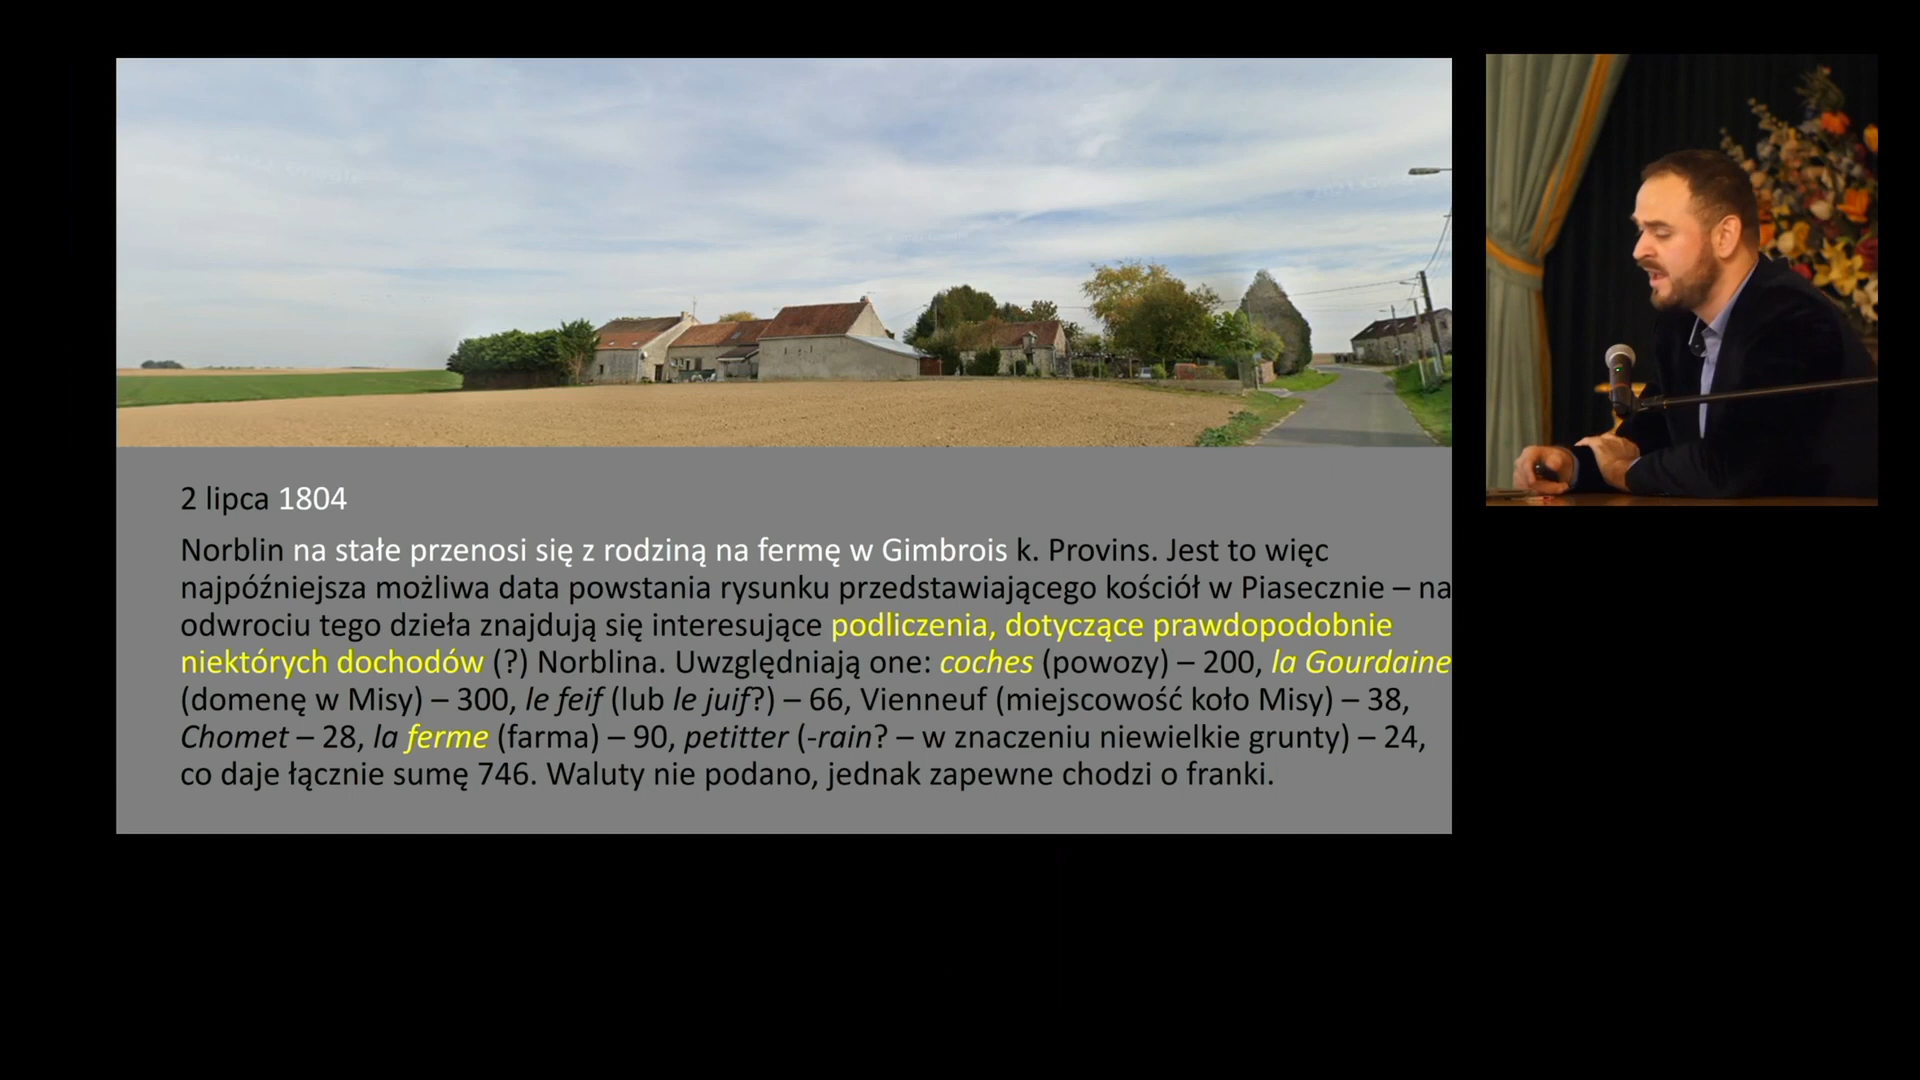 2 lipca 1804
Norblin na stałe przenosi się z rodziną na fermę w Gimbrois k. Provins. Jest to więc
najpóźniejsza możliwa data powstania rysunku przedstawiającego kościół w Piasecznie – na
odwrociu tego dzieła znajdują się interesujące podliczenia, dotyczące prawdopodobnie
niektórych dochodów (?) Norblina. Uwzględniają one: coches (powozy) – 200, la Gourdaine
(domenę w Misy) – 300, le feif (lub le juif?) – 66, Vienneuf (miejscowość koło Misy) – 38,
Chomet – 28, la ferme (farma) – 90, petitter (-rain? – w znaczeniu niewielkie grunty) – 24,
co daje łącznie sumę 746. Waluty nie podano, jednak zapewne chodzi o franki.